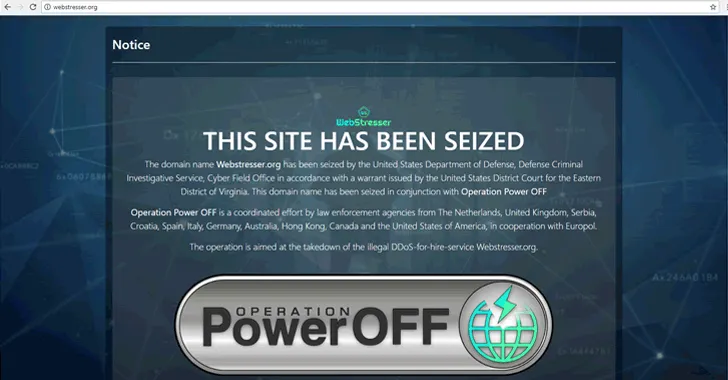 webstresser.org
Notice
WebStresser
THIS SITE HAS BEEN SEIZED
The domain name Webstresser.org has been seized by the United States Department of Defense, Defense Criminal
Investigative Service, Cyber Field Office in accordance with a warrant issued by the United States District Court for the Eastern
District of Virginia. This domain name has been seized in conjunction with Operation Power OFF
Operation Power OFF is a coordinated effort by law enforcement agencies from The Netherlands, United Kingdom, Serbia,
Croatia, Spain, Italy, Germany, Australia, Hong Kong, Canada and the United States of America, in cooperation with Europol.
The operation is aimed at the takedown of the illegal DDoS-for-hire-service Webstresser.org.
OPERATION
PowerOFF